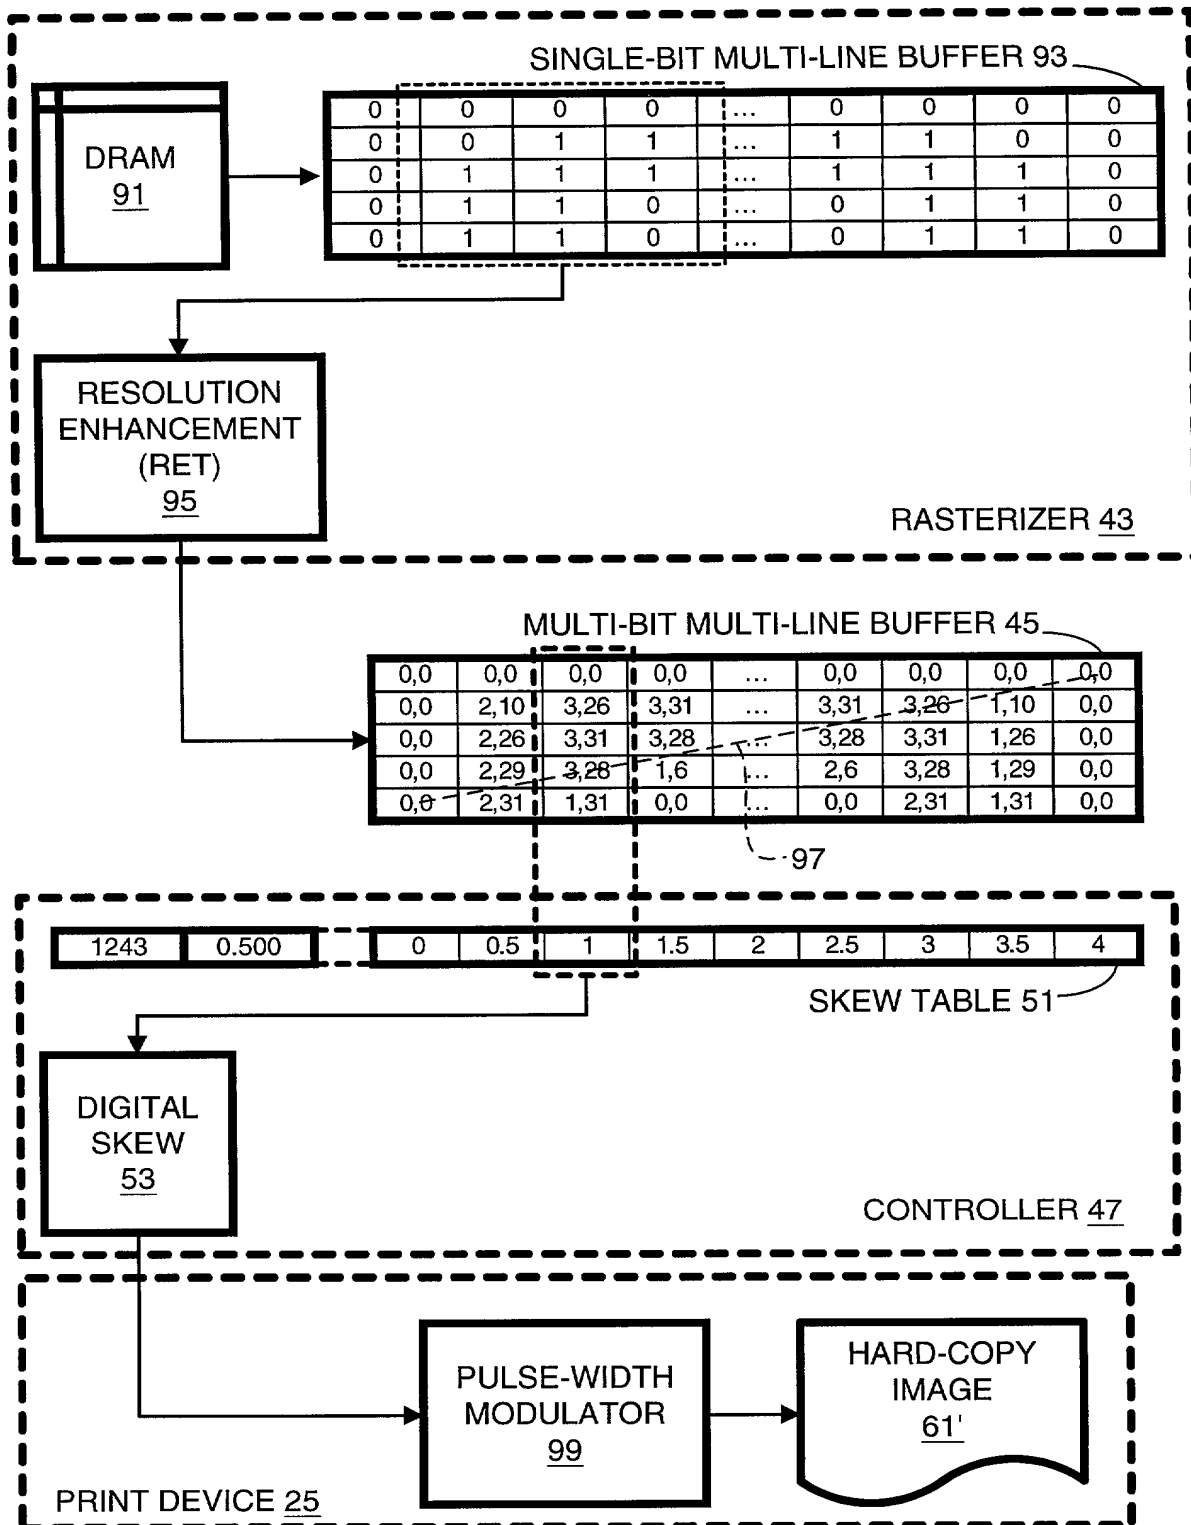 SINGLE-BIT MULTI-LINE BUFFER 93
DRAM
91
0 0 0 0 ... 0 0 0 0
0 0 1 1 ... 1 1 0 0
0 1 1 1 ... 1 1 1 0
0 1 1 0 ... 0 1 1 0
0 1 1 0 ... 0 1 1 0
RESOLUTION
ENHANCEMENT
(RET)
95
RASTERIZER 43
MULTI-BIT MULTI-LINE BUFFER 45
0,0 0,0 0,0 0,0 ... 0,0 0,0 0,0 0,0
0,0 2,10 3,26 3,31 ... 3,31 3,26 1,10 0,0
0,0 2,26 3,31 3,28 ... 3,28 3,31 1,26 0,0
0,0 2,29 3,28 1,6 ... 2,6 3,28 1,29 0,0
0,0 2,31 1,31 0,0 ... 0,0 2,31 1,31 0,0
97
1243 0.500 0 0.5 1 1.5 2 2.5 3 3.5 4
SKEW TABLE 51
DIGITAL
SKEW
53
CONTROLLER 47
PULSE-WIDTH
MODULATOR
99
HARD-COPY
IMAGE
61'
PRINT DEVICE 25